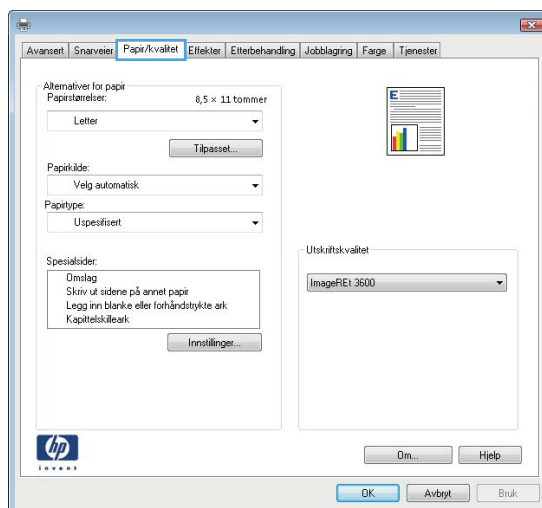 Avansert Snarveier Papir/kvalitet Effekter Etterbehandling Jobblagring Farge Tjenester
Alternativer for papir
Papirstørrelser: 8,5 × 11 tommer
Letter
Tilpasset...
Papirkilde:
Velg automatisk
Papirtype:
Uspesifisert
Spesialsider:
Omslag
Skriv ut sidene på annet papir
Legg inn blanke eller forhåndstrykte ark
Kapittelskilleark
Innstillinger...
E
Utskriftskvalitet
ImageREt 3600
hp
invent
Om... Hjelp
OK Avbryt Bruk